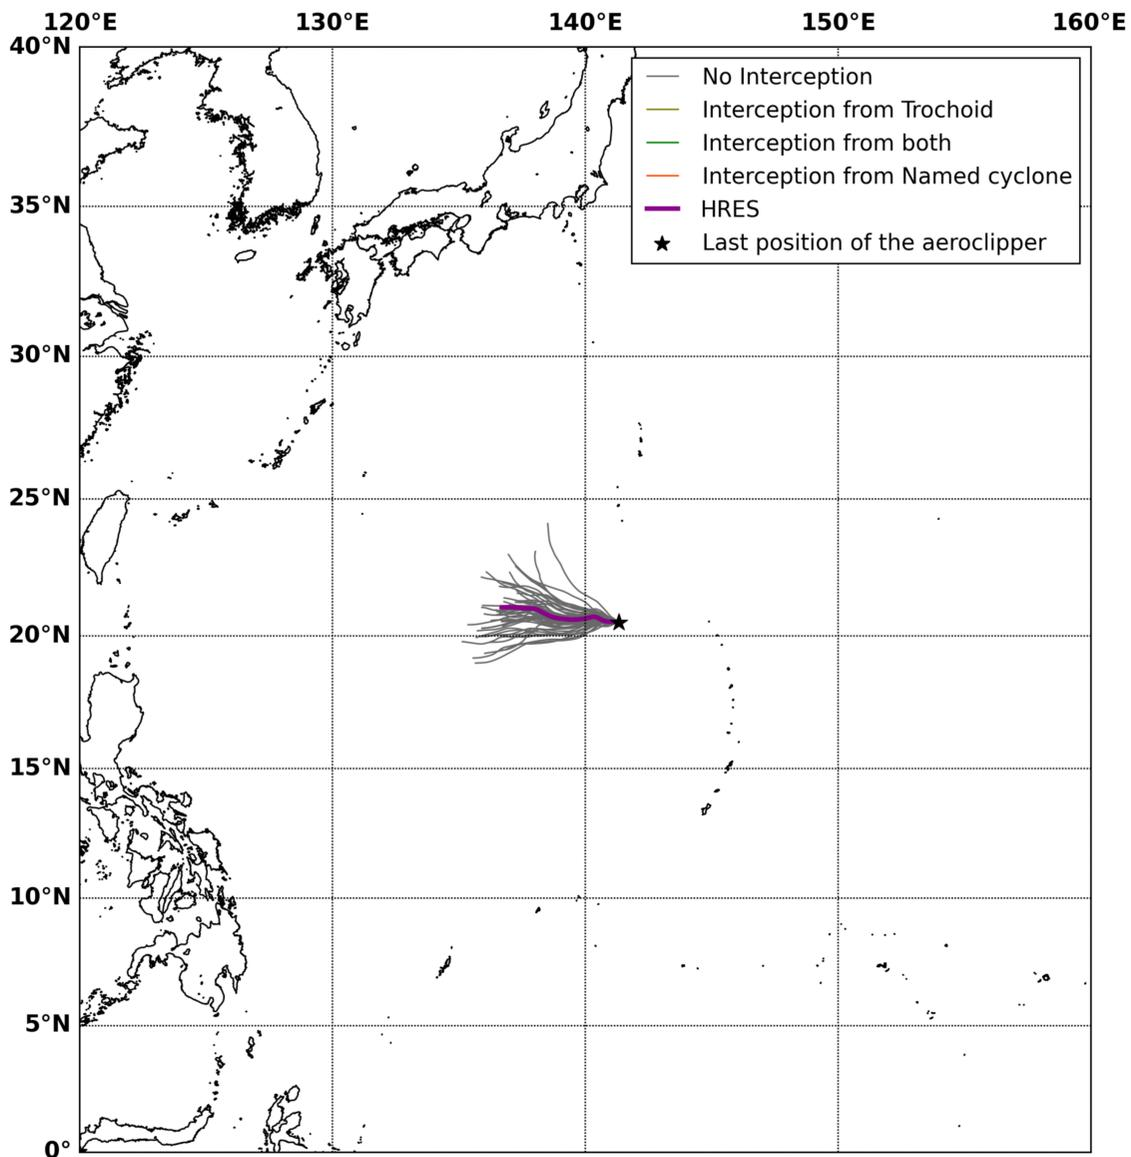 120°E 130°E 140°E 150°E 160°E
40°N
No Interception
Interception from Trochoid
Interception from both
Interception from Named cyclone
HRES
Last position of the aeroclipper
35°N
30°N
25°N
20°N
15°N
10°N
5°N
0°